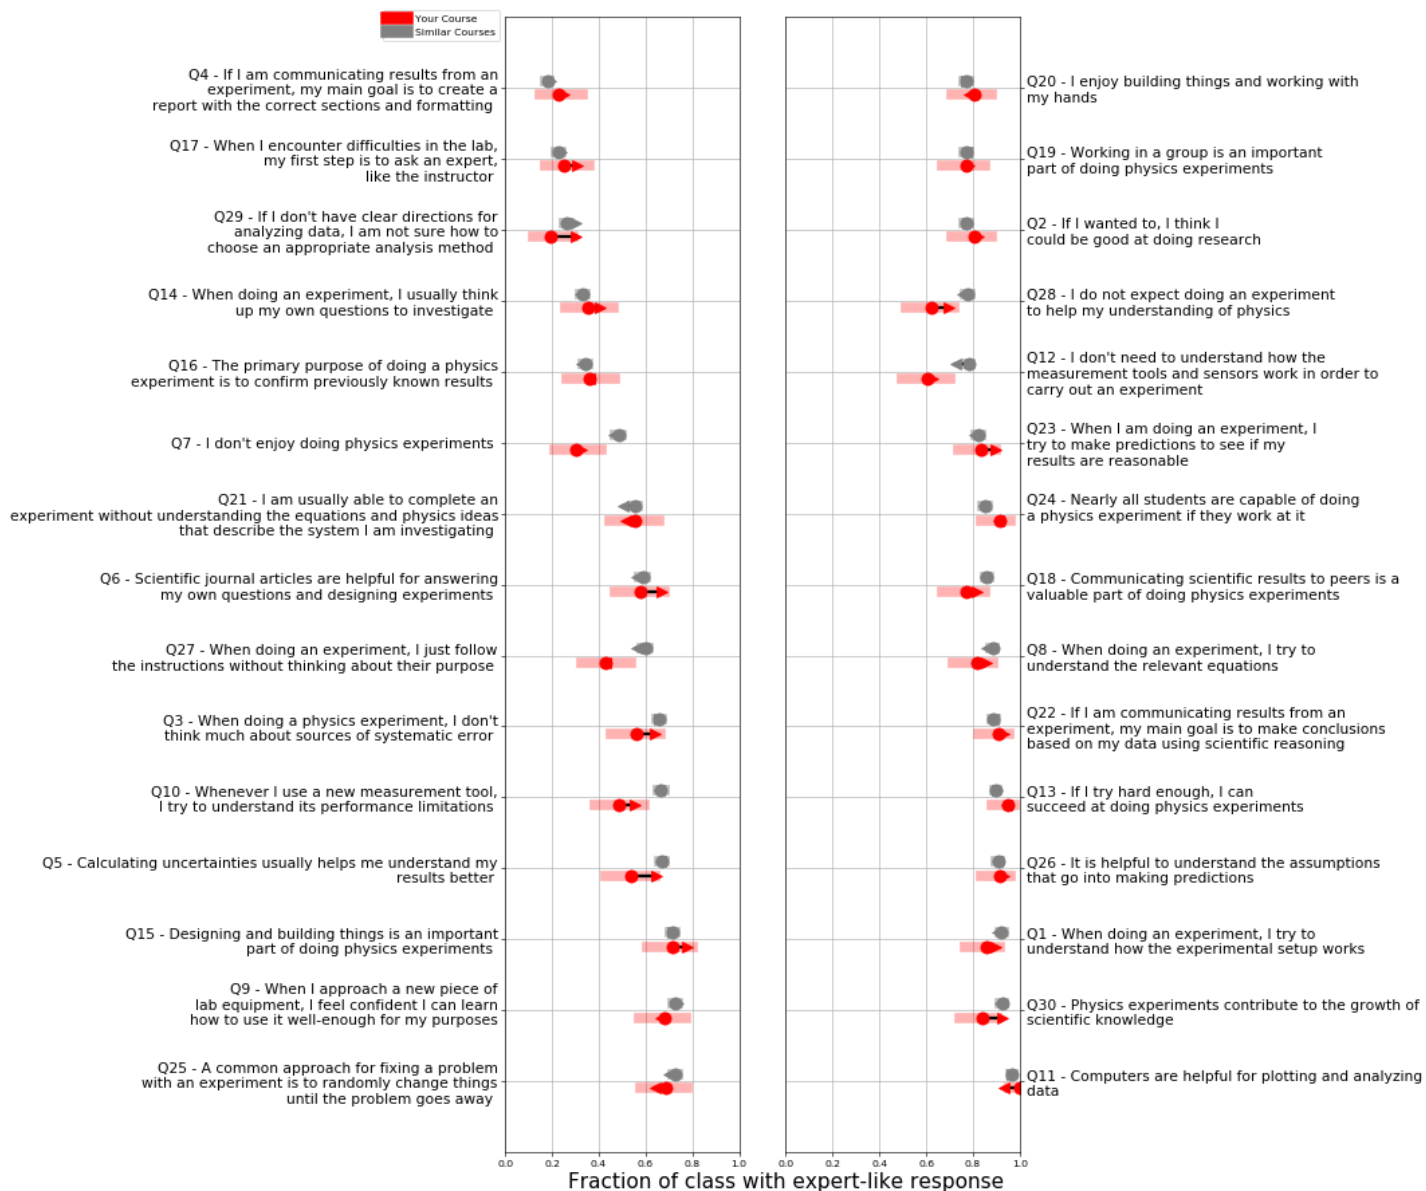 Your Course
Similar Courses
Q4 - If I am communicating results from an
experiment, my main goal is to create a
report with the correct sections and formatting
Q17 - When I encounter difficulties in the lab,
my first step is to ask an expert,
like the instructor
Q29 - If I don't have clear directions for
analyzing data, I am not sure how to
choose an appropriate analysis method
Q14 - When doing an experiment, I usually think
up my own questions to investigate
Q16 - The primary purpose of doing a physics
experiment is to confirm previously known results
Q7 - I don't enjoy doing physics experiments
Q21 - I am usually able to complete an
experiment without understanding the equations and physics ideas
that describe the system I am investigating
Q6 - Scientific journal articles are helpful for answering
my own questions and designing experiments
Q27 - When doing an experiment, I just follow
the instructions without thinking about their purpose
Q3 - When doing a physics experiment, I don't
think much about sources of systematic error
Q10 - Whenever I use a new measurement tool,
I try to understand its performance limitations
Q5 - Calculating uncertainties usually helps me understand my
results better
Q15 - Designing and building things is an important
part of doing physics experiments
Q9 - When I approach a new piece of
lab equipment, I feel confident I can learn
how to use it well-enough for my purposes
Q25 - A common approach for fixing a problem
with an experiment is to randomly change things
until the problem goes away
0.0 0.2 0.4 0.6 0.8 1.0
Q20 - I enjoy building things and working with
my hands
Q19 - Working in a group is an important
part of doing physics experiments
Q2 - If I wanted to, I think I
could be good at doing research
Q28 - I do not expect doing an experiment
to help my understanding of physics
Q12 - I don't need to understand how the
measurement tools and sensors work in order to
carry out an experiment
Q23 - When I am doing an experiment, I
try to make predictions to see if my
results are reasonable
Q24 - Nearly all students are capable of doing
a physics experiment if they work at it
Q18 - Communicating scientific results to peers is a
valuable part of doing physics experiments
Q8 - When doing an experiment, I try to
understand the relevant equations
Q22 - If I am communicating results from an
experiment, my main goal is to make conclusions
based on my data using scientific reasoning
Q13 - If I try hard enough, I can
succeed at doing physics experiments
Q26 - It is helpful to understand the assumptions
that go into making predictions
Q1 - When doing an experiment, I try to
understand how the experimental setup works
Q30 - Physics experiments contribute to the growth of
scientific knowledge
Q11 - Computers are helpful for plotting and analyzing
data
0.0 0.2 0.4 0.6 0.8 1.0
Fraction of class with expert-like response